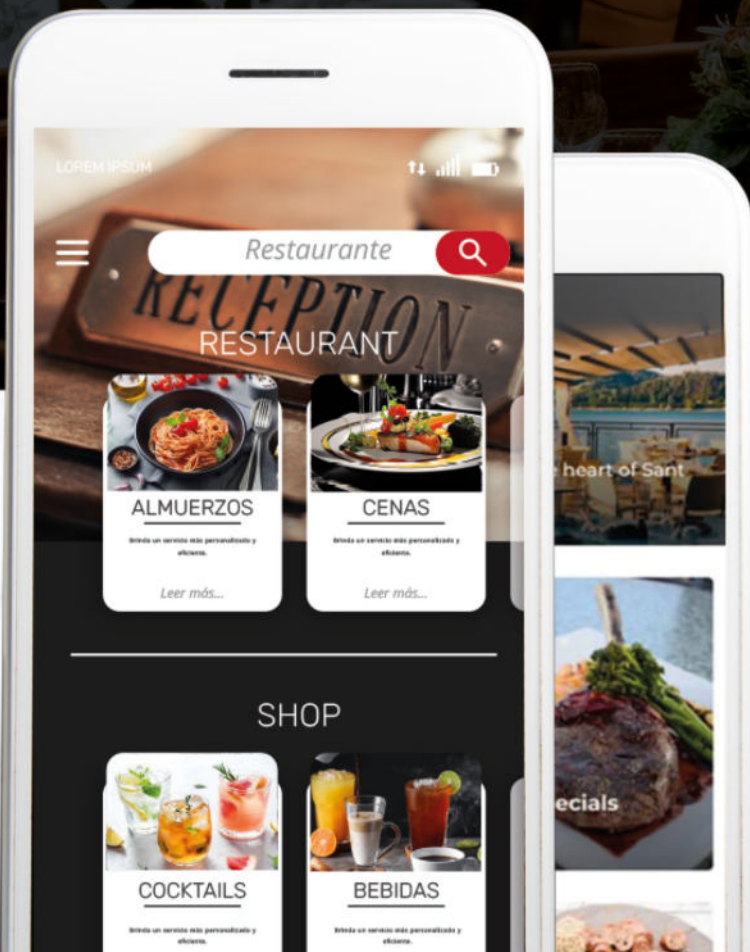 LOREM IPSUM
Restaurante
RECEPTION
RESTAURANT
ALMUERZOS
CENAS
Brinda un servicio más personalizado y
eficiente.
Brinda un servicio más personalizado y
eficiente.
Leer más...
Leer más...
SHOP
COCKTAILS
BEBIDAS
Brinda un servicio más personalizado y
eficiente.
Brinda un servicio más personalizado y
eficiente.
heart of Sant
ecials